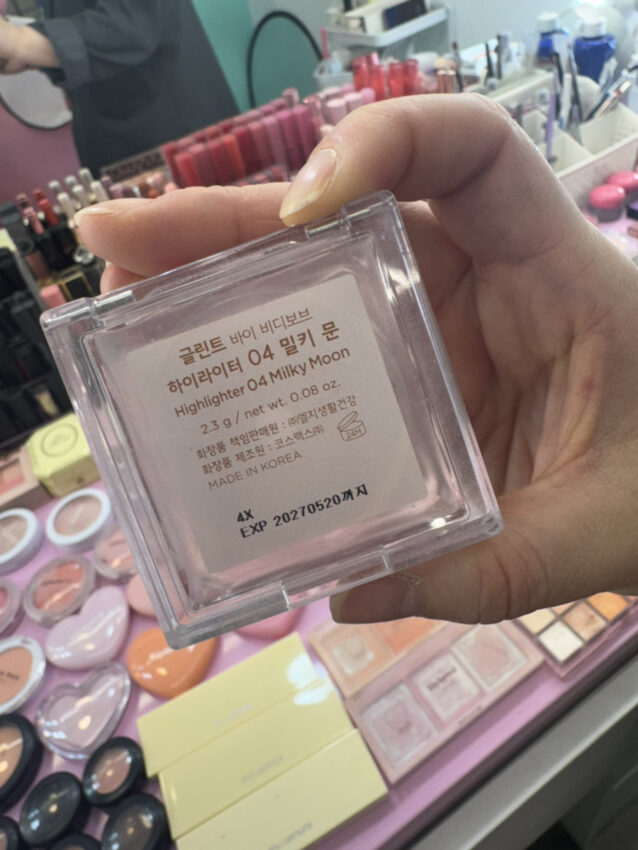 글린트 바이 비디보브
하이라이터 04 밀키 문
Highlighter 04 Milky Moon
2.3 g / net wt. 0.08 oz.
화장품 책임판매원 : ㈜엘지생활건강
화장품 제조원 : 코스맥스㈜
MADE IN KOREA
24M
4X
EXP 20270520까지